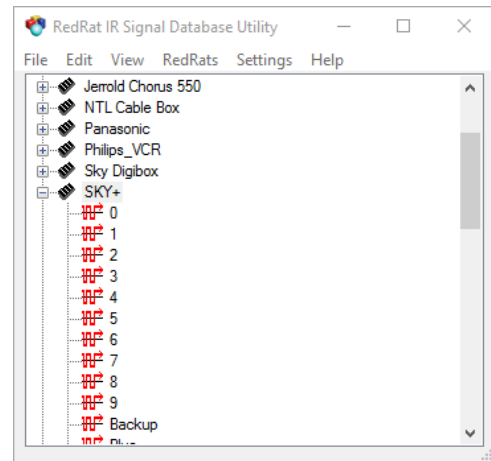 RedRat IR Signal Database Utility
File Edit View RedRats Settings Help
Jerrold Chorus 550
NTL Cable Box
Panasonic
Philips_VCR
Sky Digibox
SKY+
0
1
2
3
4
5
6
7
8
9
Backup